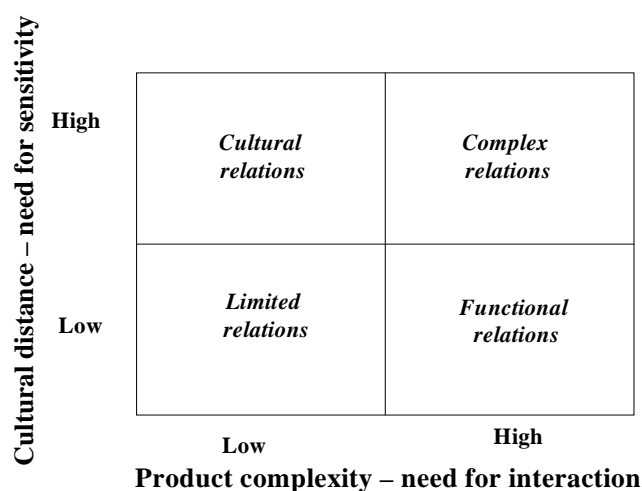 Cultural distance – need for sensitivity
High
Cultural
relations
Complex
relations
Low
Limited
relations
Functional
relations
Low
High
Product complexity – need for interaction